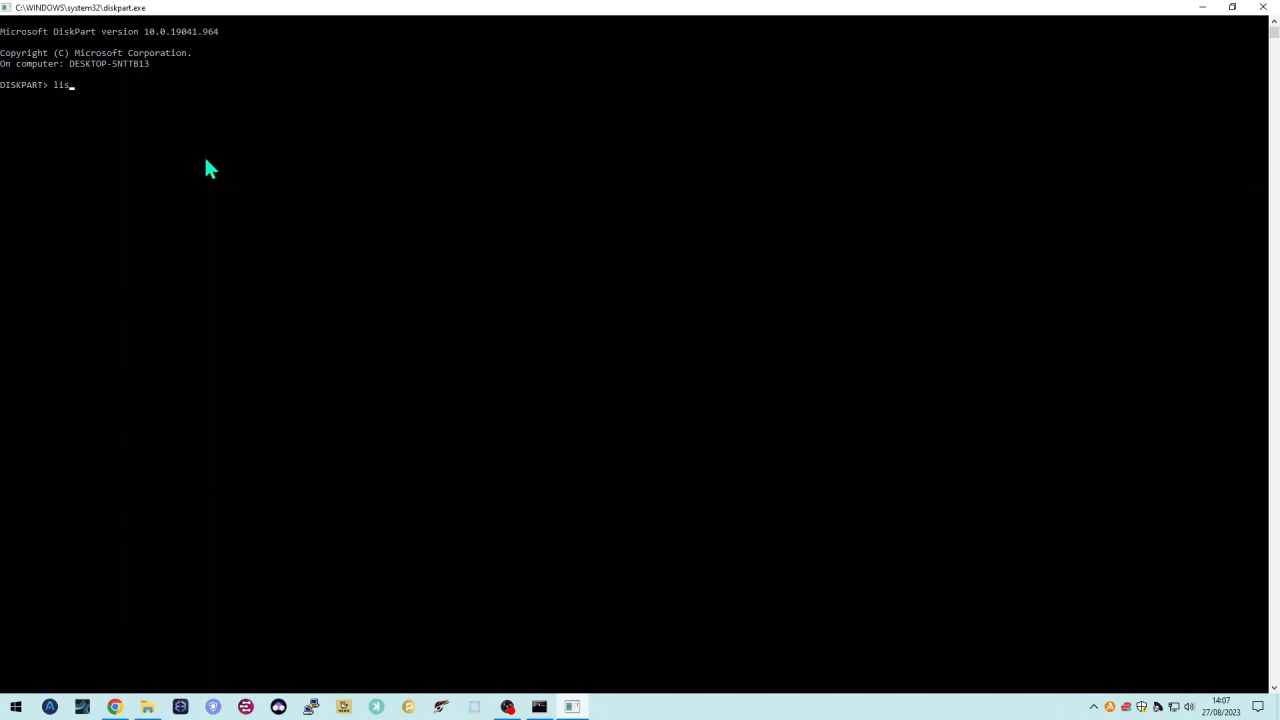 C:\WINDOWS\system32\diskpart.exe
Microsoft DiskPart version 10.0.19041.964
Copyright (C) Microsoft Corporation.
On computer: DESKTOP-5NTTB13
DISKPART> lis
14:07
27/08/2023